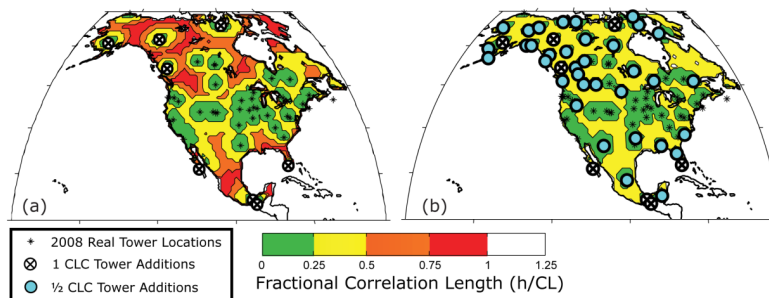 (a)
(b)
2008 Real Tower Locations
1 CLC Tower Additions
½ CLC Tower Additions
0 0.25 0.5 0.75 1 1.25
Fractional Correlation Length (h/CL)